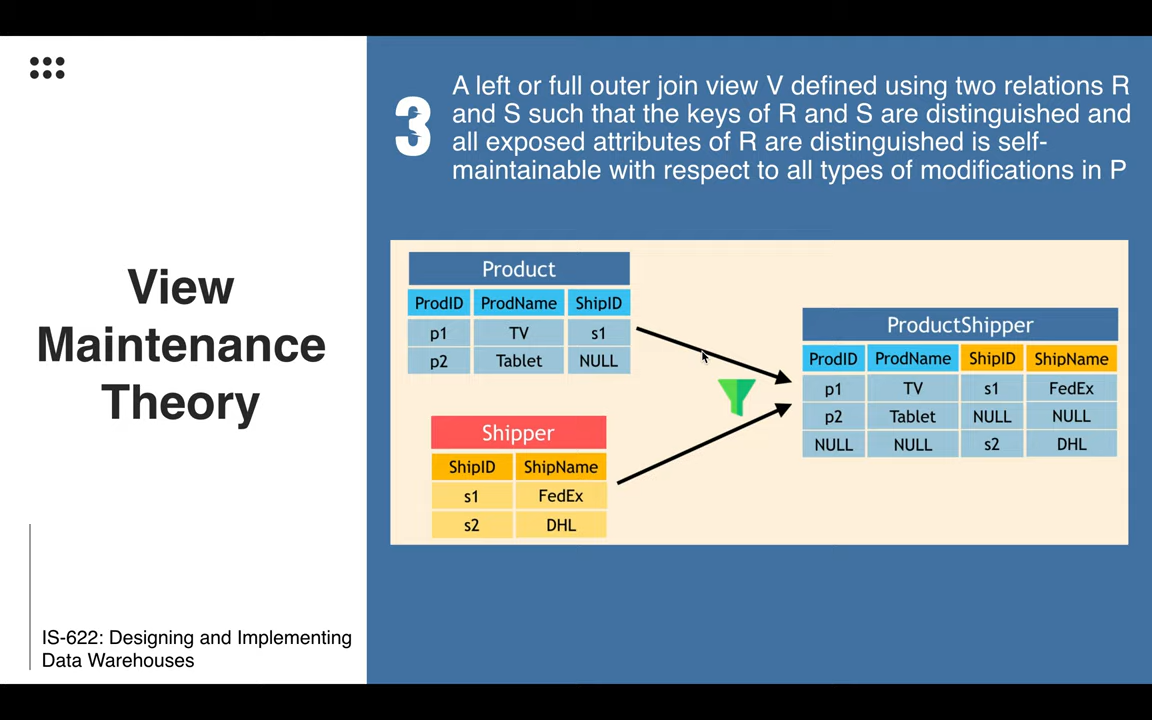 3
A left or full outer join view V defined using two relations R
and S such that the keys of R and S are distinguished and
all exposed attributes of R are distinguished is self-
maintainable with respect to all types of modifications in P
View
Maintenance
Theory
IS-622: Designing and Implementing
Data Warehouses
Product
ProdID ProdName ShipID
p1 TV s1
p2 Tablet NULL
Shipper
ShipID ShipName
s1 FedEx
s2 DHL
ProductShipper
ProdID ProdName ShipID ShipName
p1 TV s1 FedEx
p2 Tablet NULL NULL
NULL NULL s2 DHL